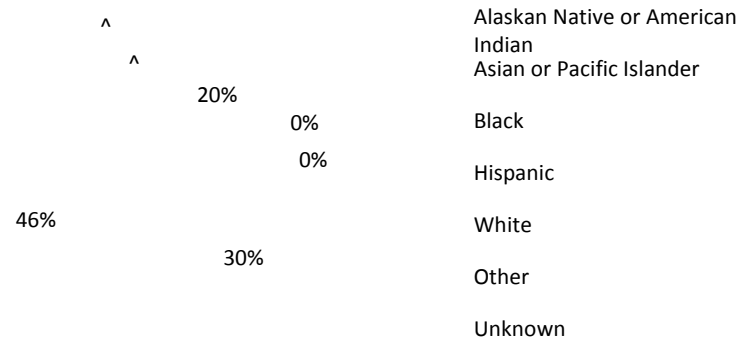 ^
Alaskan Native or American
Indian
^
Asian or Pacific Islander
20%
0%
Black
0%
Hispanic
46%
White
30%
Other
Unknown